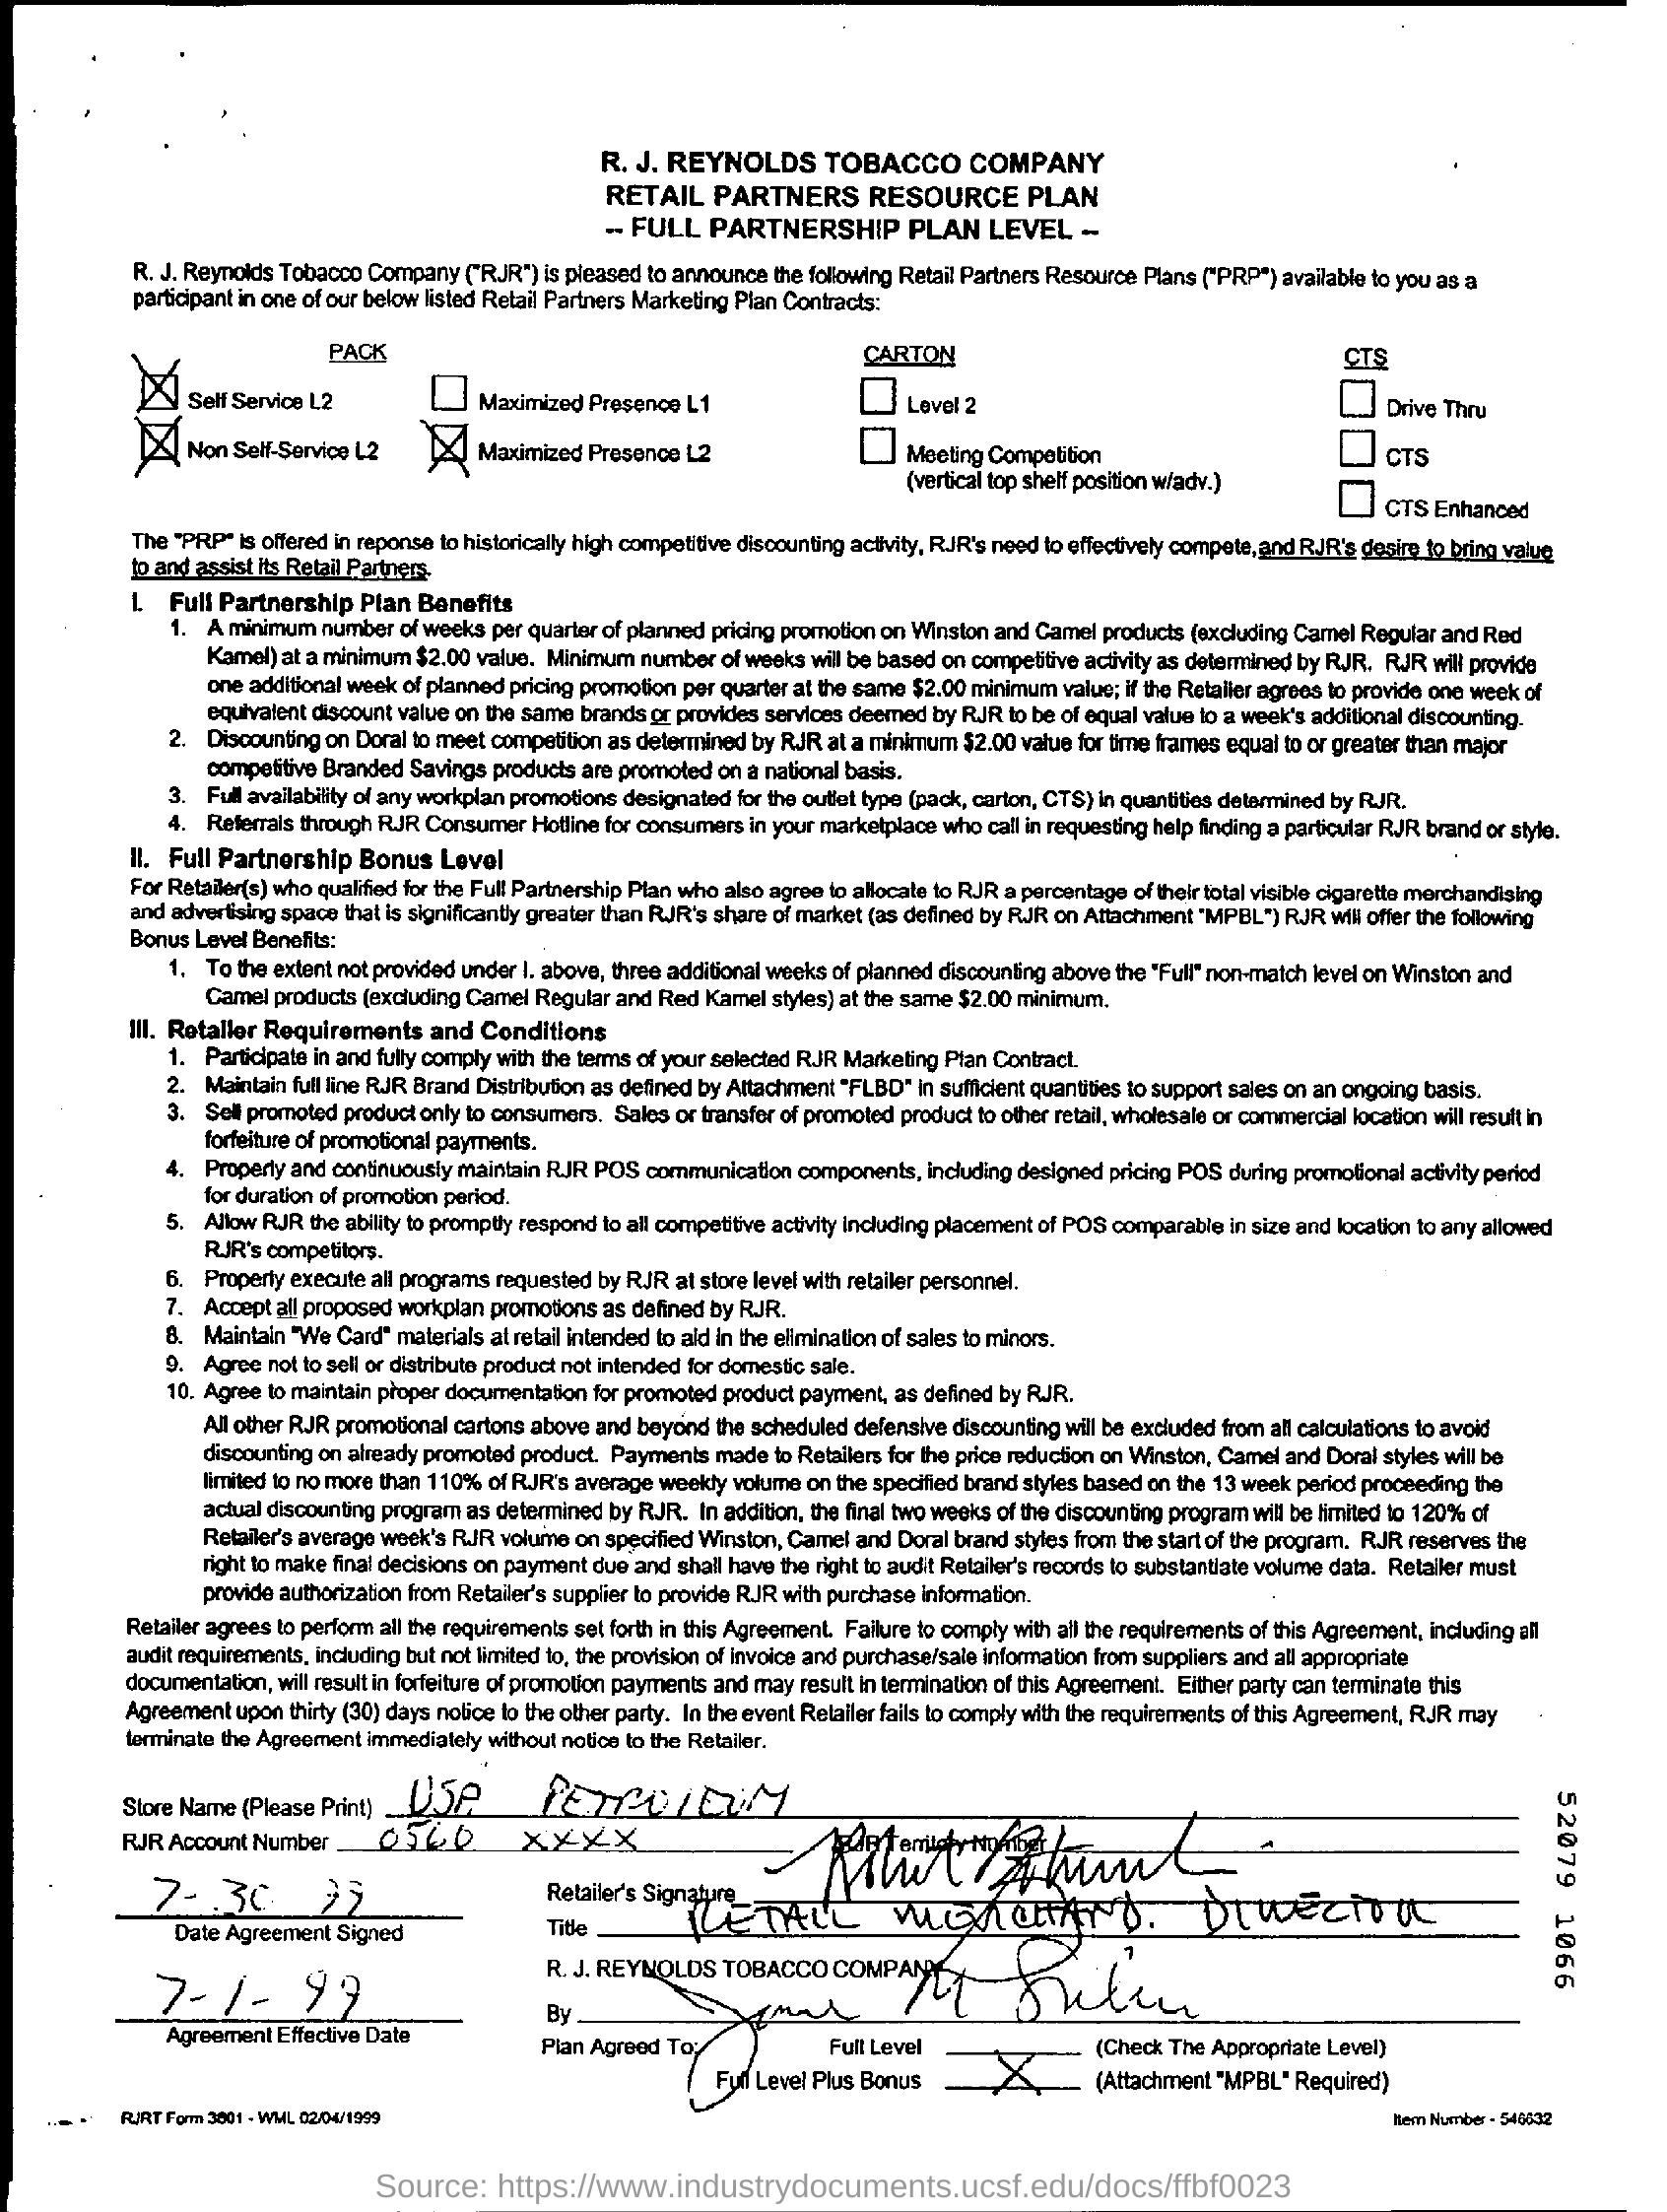 R. J. REYNOLDS TOBACCO COMPANY
RETAIL PARTNERS RESOURCE PLAN
-- FULL PARTNERSHIP PLAN LEVEL --
R. J. Reynolds Tobacco Company ("RJR") is pleased to announce the following Retail Partners Resource Plans ("PRP") available to you as a
participant in one of our below listed Retail Partners Marketing Plan Contracts:
PACK CARTON CTS
Self Service L2 Maximized Presence L1 Level 2 Drive Thru
Non Self-Service L2 Maximized Presence L2 Meeting Competition CTS
(vertical top shelf position w/adv.)
CTS Enhanced
The "PRP" is offered in reponse to historically high competitive discounting activity, RJR's need to effectively compete, and RJR's desire to bring value
to and assist its Retail Partners.
I. Full Partnership Plan Benefits
1. A minimum number of weeks per quarter of planned pricing promotion on Winston and Camel products (excluding Camel Regular and Red
Kamel) at a minimum $2.00 value. Minimum number of weeks will be based on competitive activity as determined by RJR. RJR will provide
one additional week of planned pricing promotion per quarter at the same $2.00 minimum value; if the Retailer agrees to provide one week of
equivalent discount value on the same brands or provides services deemed by RJR to be of equal value to a week's additional discounting.
2. Discounting on Doral to meet competition as determined by RJR at a minimum $2.00 value for time frames equal to or greater than major
competitive Branded Savings products are promoted on a national basis.
3. Full availability of any workplan promotions designated for the outlet type (pack, carton, CTS) in quantities determined by RJR.
4. Referrals through RJR Consumer Hotline for consumers in your marketplace who call in requesting help finding a particular RJR brand or style.
II. Full Partnership Bonus Level
For Retailer(s) who qualified for the Full Partnership Plan who also agree to allocate to RJR a percentage of their total visible cigarette merchandising
and advertising space that is significantly greater than RJR's share of market (as defined by RJR on Attachment "MPBL") RJR will offer the following
Bonus Level Benefits:
1. To the extent not provided under I. above, three additional weeks of planned discounting above the "Full" non-match level on Winston and
Camel products (excluding Camel Regular and Red Kamel styles) at the same $2.00 minimum.
III. Retailer Requirements and Conditions
1. Participate in and fully comply with the terms of your selected RJR Marketing Plan Contract.
2. Maintain full line RJR Brand Distribution as defined by Attachment "FLBD" in sufficient quantities to support sales on an ongoing basis.
3. Sell promoted product only to consumers. Sales or transfer of promoted product to other retail, wholesale or commercial location will result in
forfeiture of promotional payments.
4. Properly and continuously maintain RJR POS communication components, including designed pricing POS during promotional activity period
for duration of promotion period.
5. Allow RJR the ability to promptly respond to all competitive activity including placement of POS comparable in size and location to any allowed
RJR's competitors.
6. Properly execute all programs requested by RJR at store level with retailer personnel.
7. Accept all proposed workplan promotions as defined by RJR.
8. Maintain "We Card" materials at retail intended to aid in the elimination of sales to minors.
9. Agree not to sell or distribute product not intended for domestic sale.
10. Agree to maintain proper documentation for promoted product payment, as defined by RJR.
All other RJR promotional cartons above and beyond the scheduled defensive discounting will be excluded from all calculations to avoid
discounting on already promoted product. Payments made to Retailers for the price reduction on Winston, Camel and Doral styles will be
limited to no more than 110% of RJR's average weekly volume on the specified brand styles based on the 13 week period proceeding the
actual discounting program as determined by RJR. In addition, the final two weeks of the discounting program will be limited to 120% of
Retailer's average week's RJR volume on specified Winston, Camel and Doral brand styles from the start of the program. RJR reserves the
right to make final decisions on payment due and shall have the right to audit Retailer's records to substantiate volume data. Retailer must
provide authorization from Retailer's supplier to provide RJR with purchase information.
Retailer agrees to perform all the requirements set forth in this Agreement. Failure to comply with all the requirements of this Agreement, including all
audit requirements, including but not limited to, the provision of invoice and purchase/sale information from suppliers and all appropriate
documentation, will result in forfeiture of promotion payments and may result in termination of this Agreement. Either party can terminate this
Agreement upon thirty (30) days notice to the other party. In the event Retailer fails to comply with the requirements of this Agreement, RJR may
terminate the Agreement immediately without notice to the Retailer.
Store Name (Please Print) USA PETROLEUM
RJR Account Number 0560 XXXX RJR Territory Number
7-30 99 Retailer's Signature
Date Agreement Signed Title RETAIL MERCHAND. DIRECTOR
R. J. REYNOLDS TOBACCO COMPANY
7-1-99 By
Agreement Effective Date
Plan Agreed To: Full Level (Check The Appropriate Level)
Full Level Plus Bonus X (Attachment "MPBL" Required)
RJRT Form 3801 - WML 02/04/1999 Item Number - 546632
52079 1066
Source: https://www.industrydocuments.ucsf.edu/docs/ffbf0023